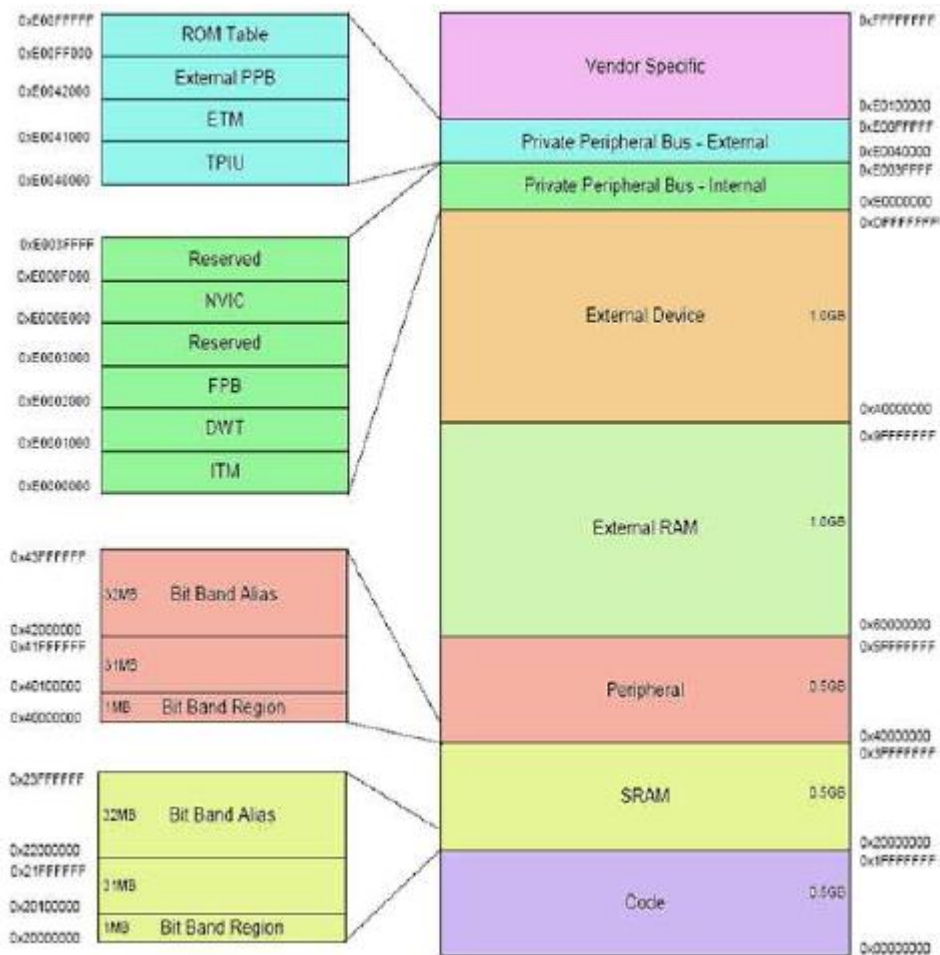 0xE00FFFFF
ROM Table
0xE00FF000
External PPB
0xE0042000
ETM
0xE0041000
TPIU
0xE0040000
0xE003FFFF
Reserved
0xE000F000
NVIC
0xE000E000
Reserved
0xE0003000
FPB
0xE0002000
DWT
0xE0001000
ITM
0xE0000000
0x43FFFFFF
32MB Bit Band Alias
0x42000000
0x41FFFFFF
31MB
0x40100000
1MB Bit Band Region
0x40000000
0x23FFFFFF
32MB Bit Band Alias
0x22000000
0x21FFFFFF
31MB
0x20100000
1MB Bit Band Region
0x20000000
0xFFFFFFFF
Vendor Specific
0xE0100000
0xE00FFFFF
Private Peripheral Bus - External
0xE0040000
0xE003FFFF
Private Peripheral Bus - Internal
0xE0000000
0xDFFFFFFF
External Device 1.0GB
0xA0000000
0x9FFFFFFF
External RAM 1.0GB
0x60000000
0x5FFFFFFF
Peripheral 0.5GB
0x40000000
0x3FFFFFFF
SRAM 0.5GB
0x20000000
0x1FFFFFFF
Code 0.5GB
0x00000000